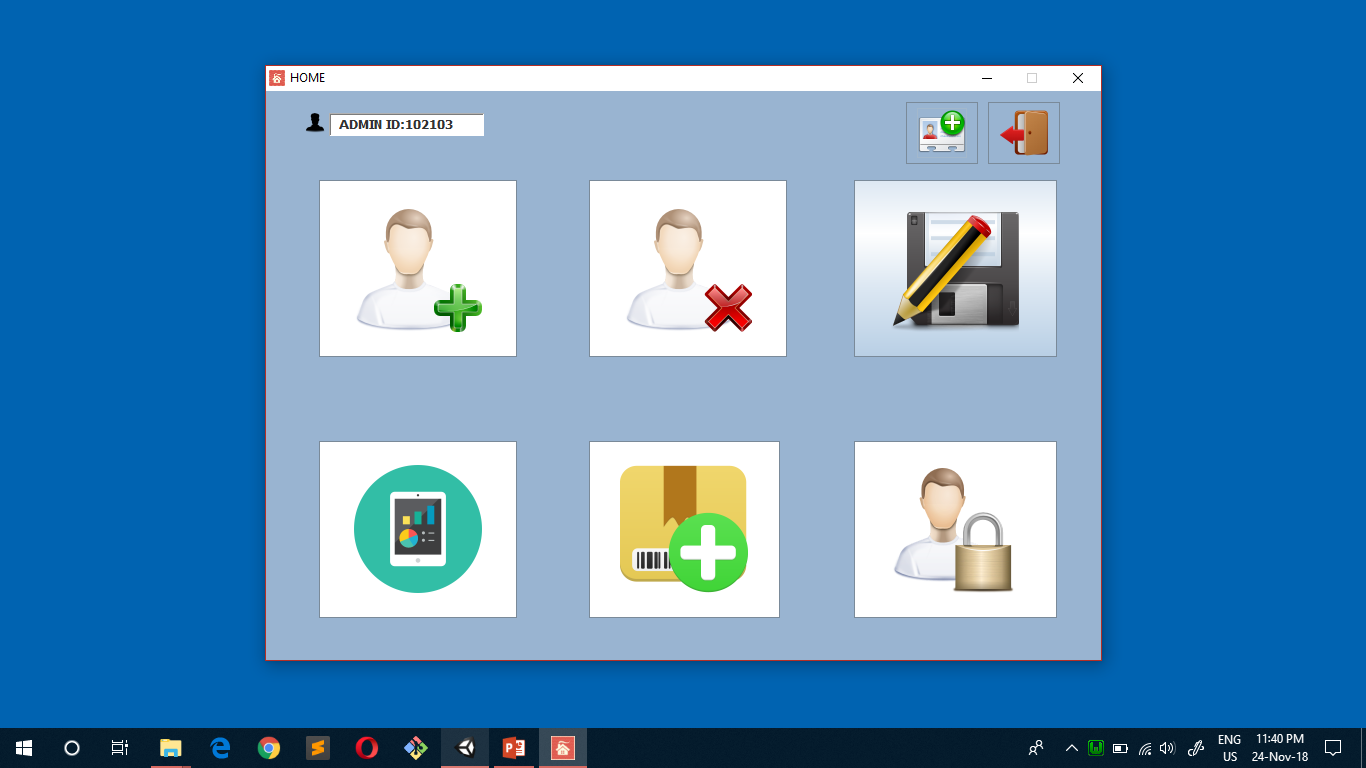 HOME
ADMIN ID:102103
ENG
US
11:40 PM
24-Nov-18